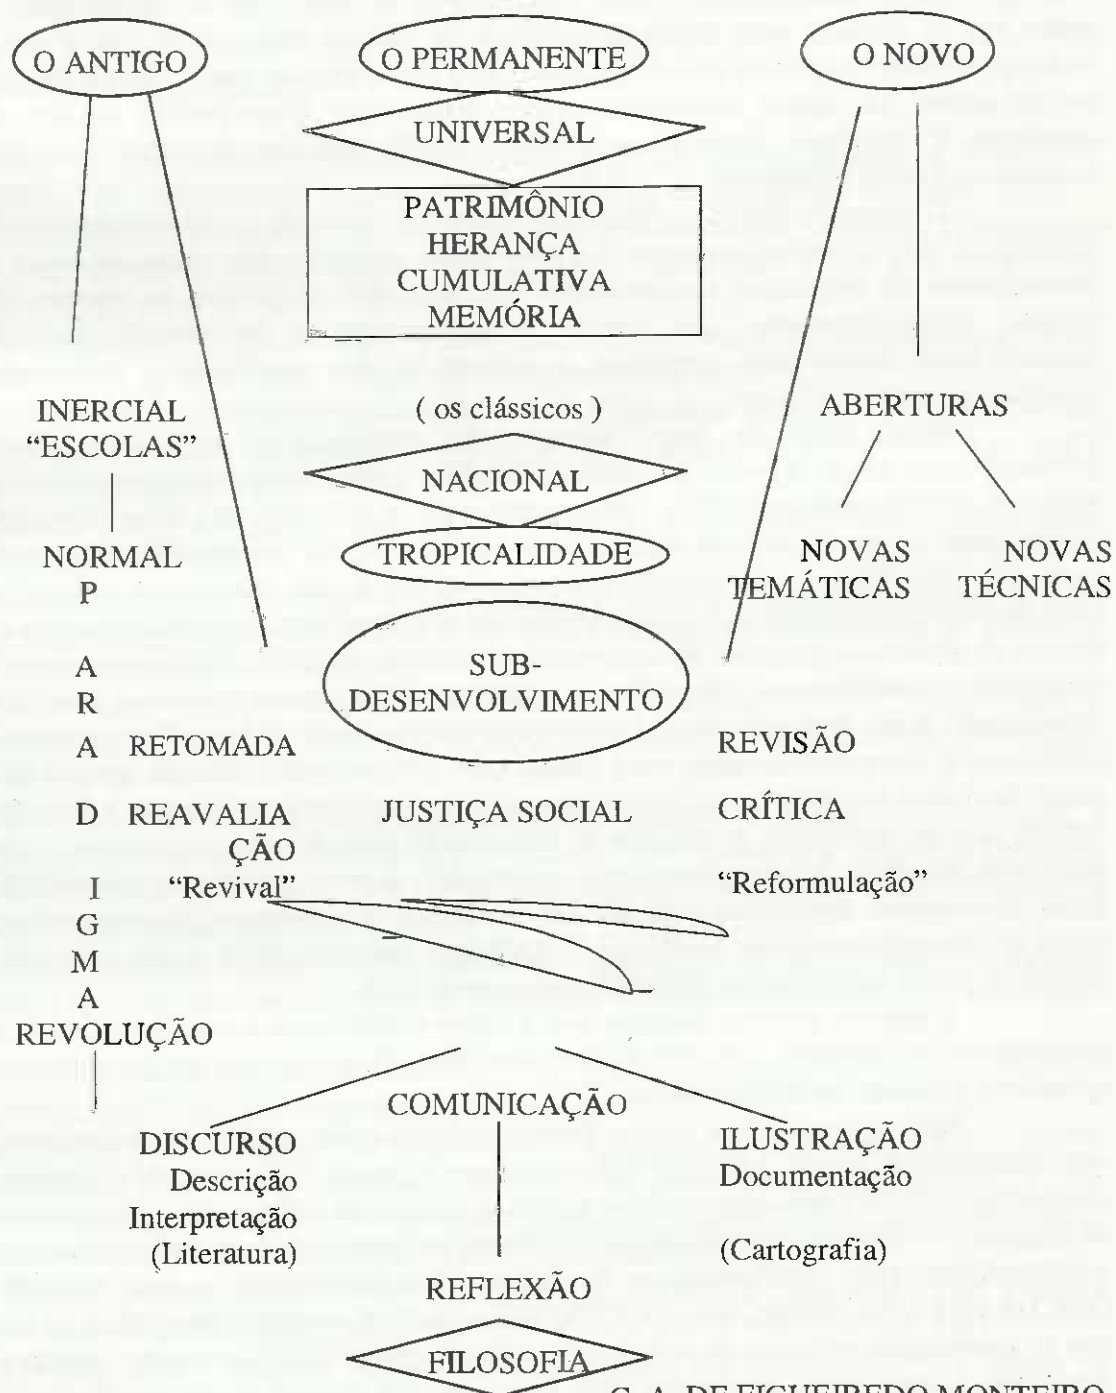 O ANTIGO
O PERMANENTE
O NOVO
UNIVERSAL
PATRIMÔNIO
HERANÇA
CUMULATIVA
MEMÓRIA
INERCIAL
“ESCOLAS”
( os clássicos )
ABERTURAS
NACIONAL
NORMAL
TROPICALIDADE
NOVAS
TEMÁTICAS
NOVAS
TÉCNICAS
P
A
R
A
D
I
G
M
A
SUB-
DESENVOLVIMENTO
RETOMADA
REVISÃO
REAVALIA
ÇÃO
JUSTIÇA SOCIAL
CRÍTICA
“Revival”
“Reformulação”
REVOLUÇÃO
COMUNICAÇÃO
DISCURSO
Descrição
Interpretação
(Literatura)
ILUSTRAÇÃO
Documentação
(Cartografia)
REFLEXÃO
FILOSOFIA
C. A. DE FIGUEIREDO MONTEIRO